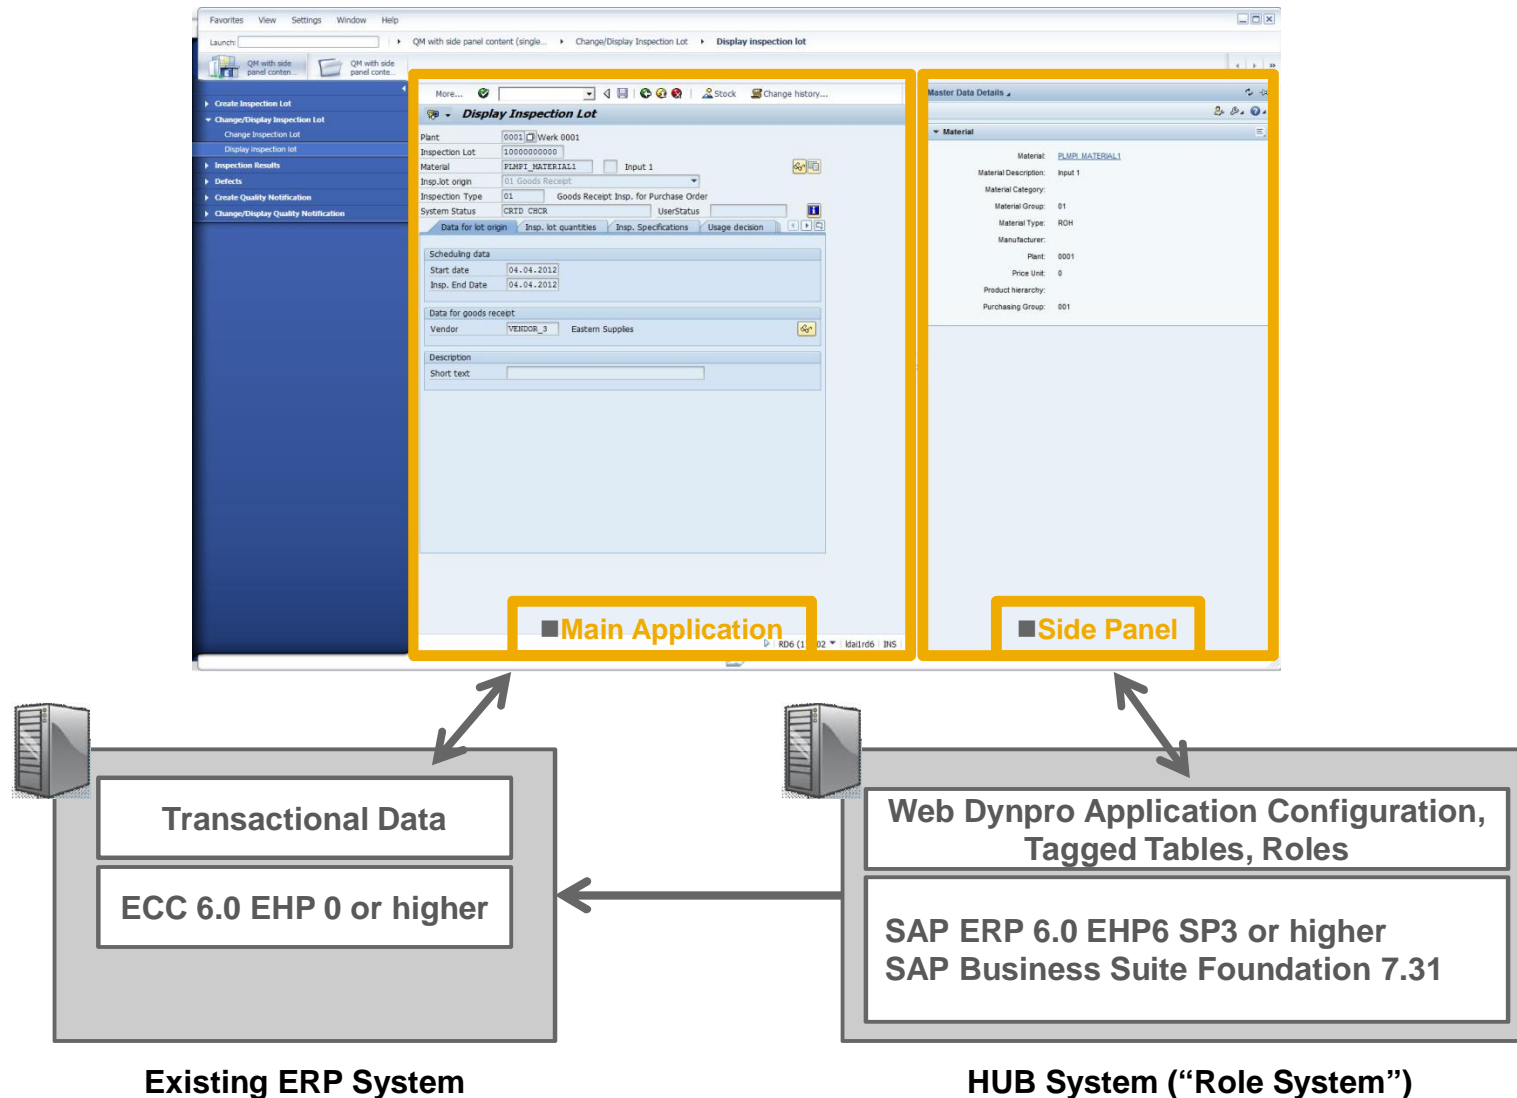 Favorites View Settings Window Help
Launch:
QM with side panel content (single... Change/Display Inspection Lot Display inspection lot
QM with side panel conten...
QM with side panel conte...
Create Inspection Lot
Change/Display Inspection Lot
Change Inspection Lot
Display inspection lot
Inspection Results
Defects
Create Quality Notification
Change/Display Quality Notification
More... Stock Change history...
Display Inspection Lot
Plant 0001 Werk 0001
Inspection Lot 10000000000
Material PLMPI_MATERIAL1 Input 1
Insp.lot origin 01 Goods Receipt
Inspection Type 01 Goods Receipt Insp. for Purchase Order
System Status CRTD CHCR UserStatus
Data for lot origin Insp. lot quantities Insp. Specifications Usage decision
Scheduling data
Start date 04.04.2012
Insp. End Date 04.04.2012
Data for goods receipt
Vendor VENDOR_3 Eastern Supplies
Description
Short text
Master Data Details
Material
Material: PLMPI_MATERIAL1
Material Description: Input 1
Material Category:
Material Group: 01
Material Type: ROH
Manufacturer:
Plant: 0001
Price Unit: 0
Product hierarchy:
Purchasing Group: 001
Main Application
Side Panel
RD6 (1 02 ldai1rd6 INS
Transactional Data
ECC 6.0 EHP 0 or higher
Web Dynpro Application Configuration,
Tagged Tables, Roles
SAP ERP 6.0 EHP6 SP3 or higher
SAP Business Suite Foundation 7.31
Existing ERP System
HUB System (“Role System”)